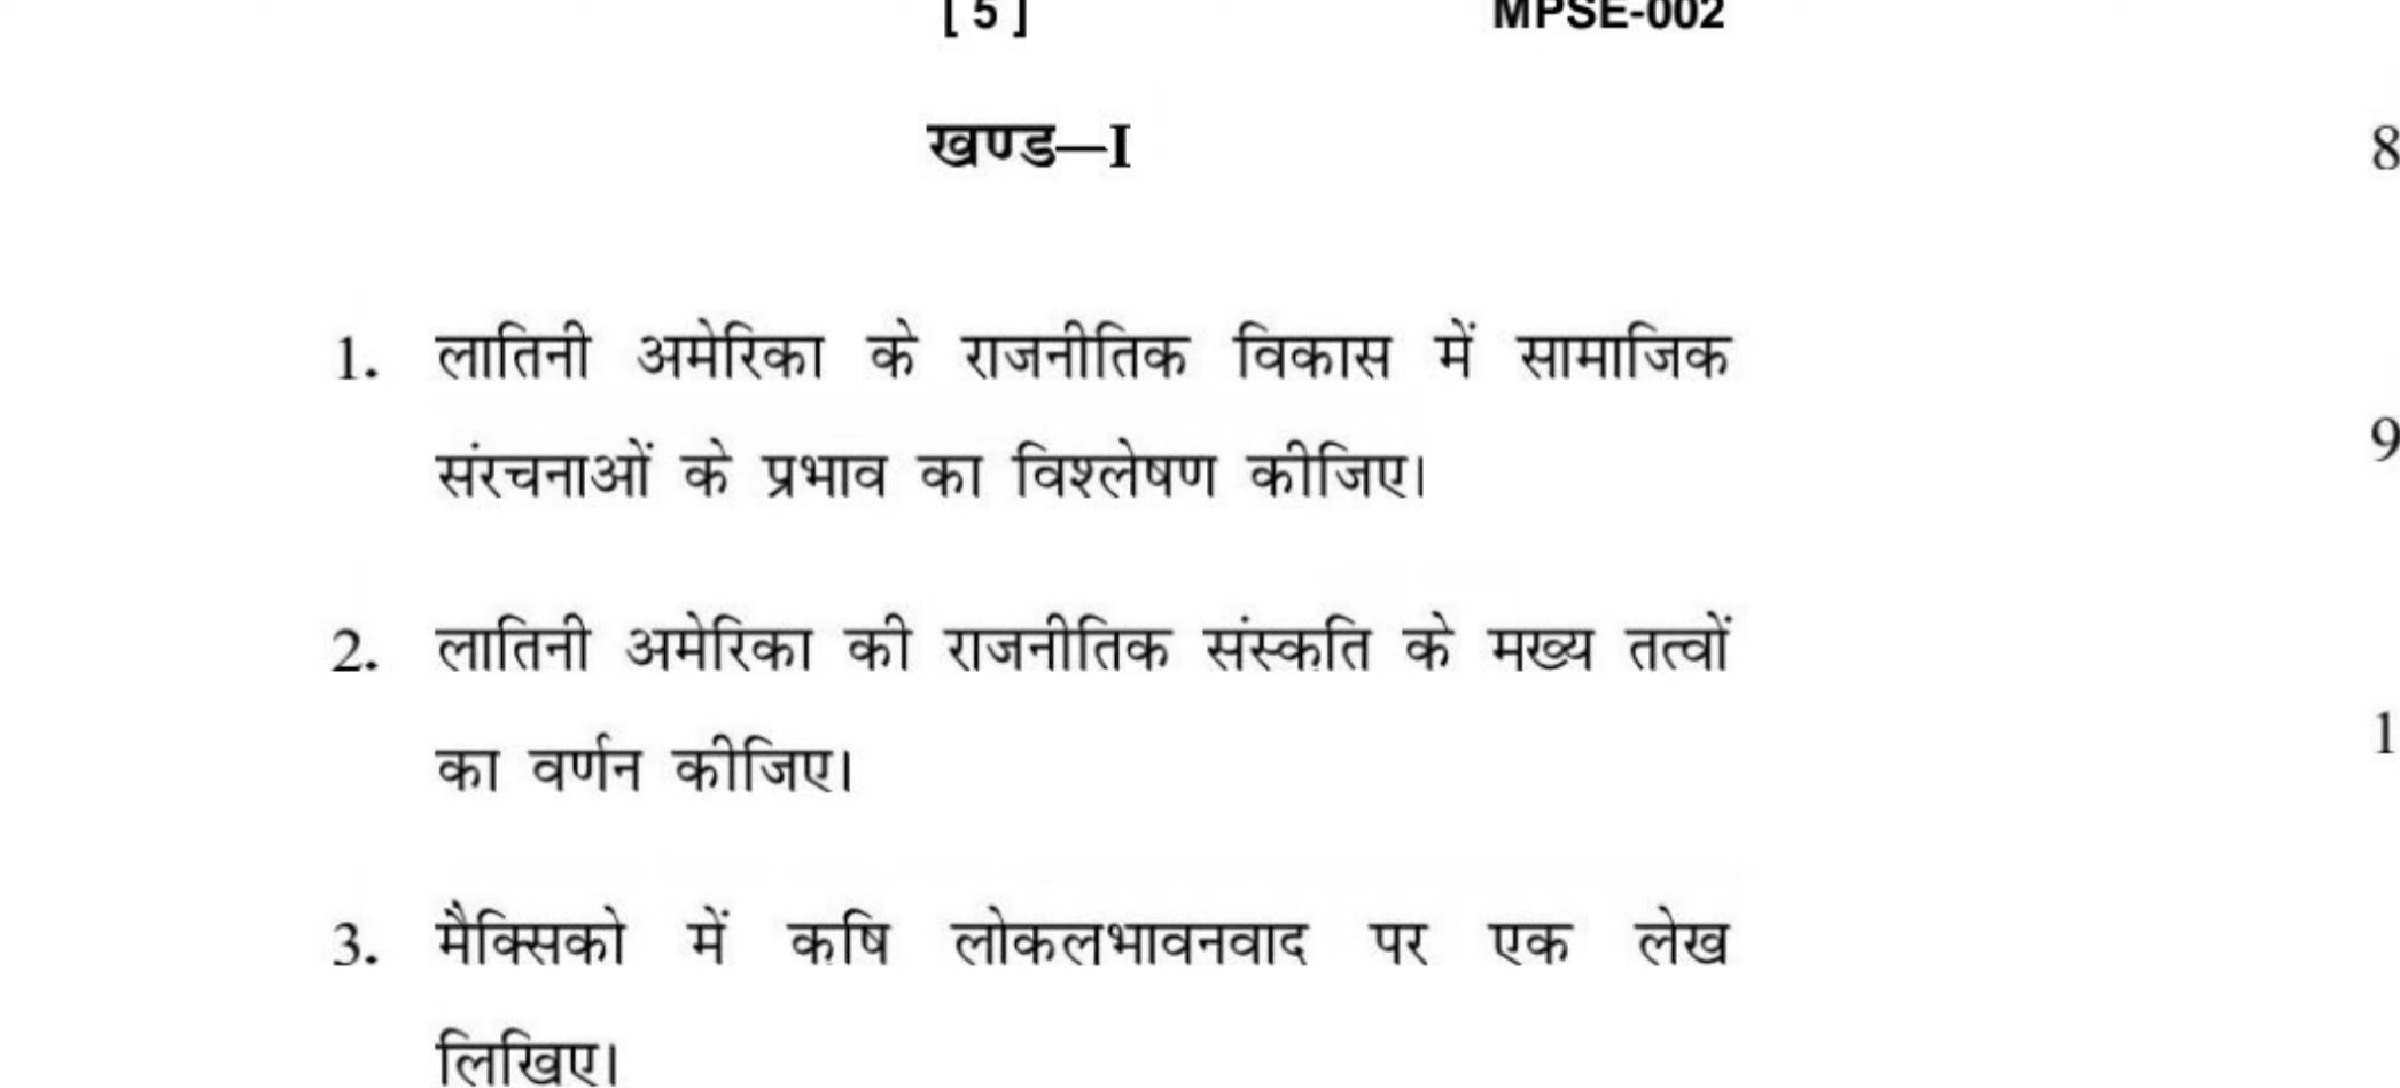 [ 5 ] MPSE-002
खण्ड—I
8
1. लातिनी अमेरिका के राजनीतिक विकास में सामाजिक
संरचनाओं के प्रभाव का विश्लेषण कीजिए।
9
2. लातिनी अमेरिका की राजनीतिक संस्कति के मख्य तत्वों
का वर्णन कीजिए।
1
3. मैक्सिको में कषि लोकलभावनवाद पर एक लेख
लिखिए।